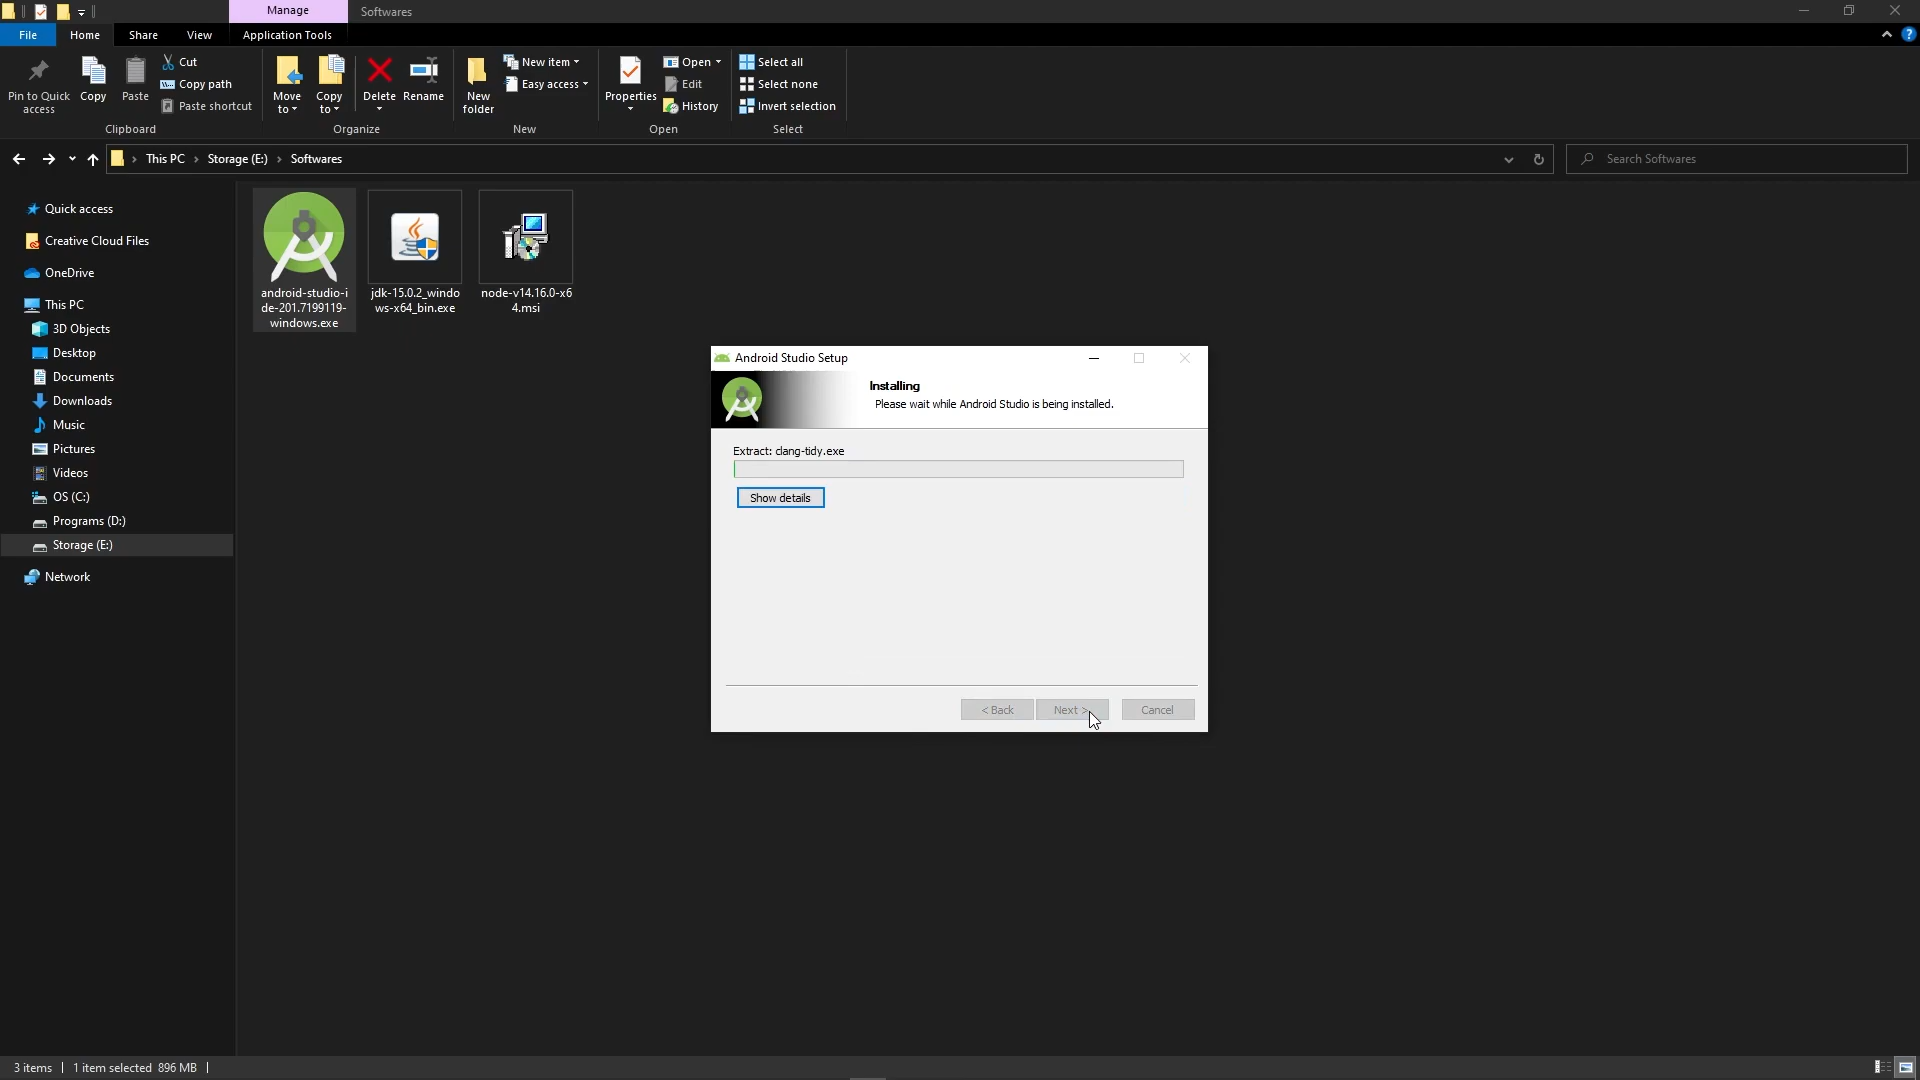 Manage
Softwares
File
Home
Share
View
Application Tools
Pin to Quick
access
Copy
Paste
Cut
Copy path
Paste shortcut
Clipboard
Move
to
Copy
to
Delete
Rename
Organize
New
folder
New item
Easy access
New
Properties
Open
Edit
History
Open
Select all
Select none
Invert selection
Select
This PC
Storage (E:)
Softwares
Search Softwares
Quick access
Creative Cloud Files
OneDrive
This PC
3D Objects
Desktop
Documents
Downloads
Music
Pictures
Videos
OS (C:)
Programs (D:)
Storage (E:)
Network
android-studio-i
de-201.7199119-
windows.exe
jdk-15.0.2_windo
ws-x64_bin.exe
node-v14.16.0-x6
4.msi
Android Studio Setup
Installing
Please wait while Android Studio is being installed.
Extract: clang-tidy.exe
Show details
< Back
Next >
Cancel
3 items
1 item selected 896 MB